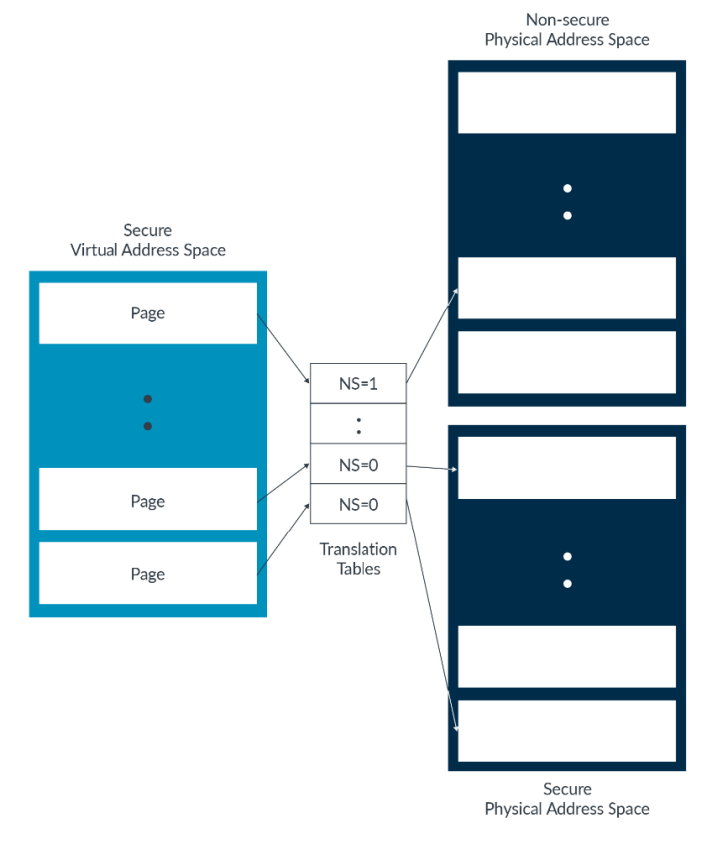 Non-secure
Physical Address Space
Secure
Virtual Address Space
Page
NS=1
:
Page
NS=0
NS=0
Page
Translation
Tables
Secure
Physical Address Space